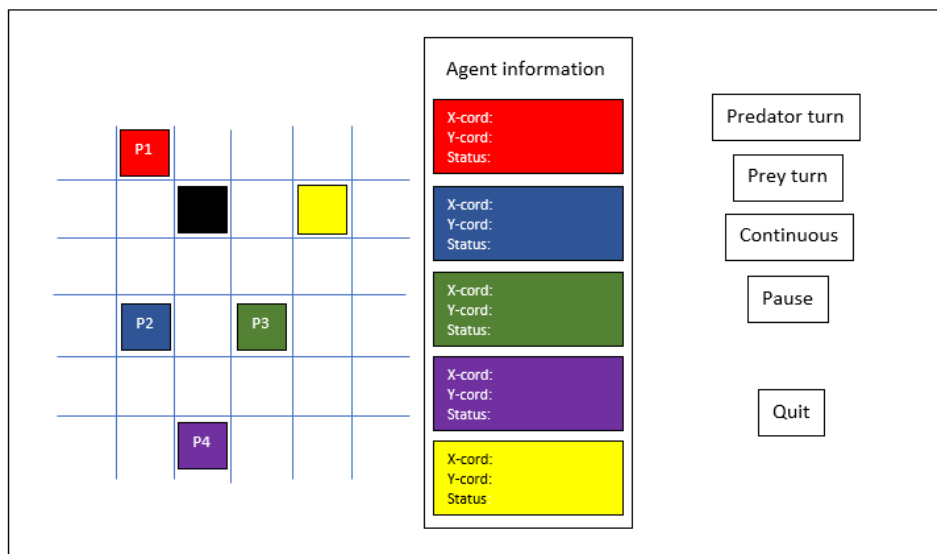 P1
P2
P3
P4
Agent information
X-cord:
Y-cord:
Status:
X-cord:
Y-cord:
Status:
X-cord:
Y-cord:
Status:
X-cord:
Y-cord:
Status:
X-cord:
Y-cord:
Status
Predator turn
Prey turn
Continuous
Pause
Quit